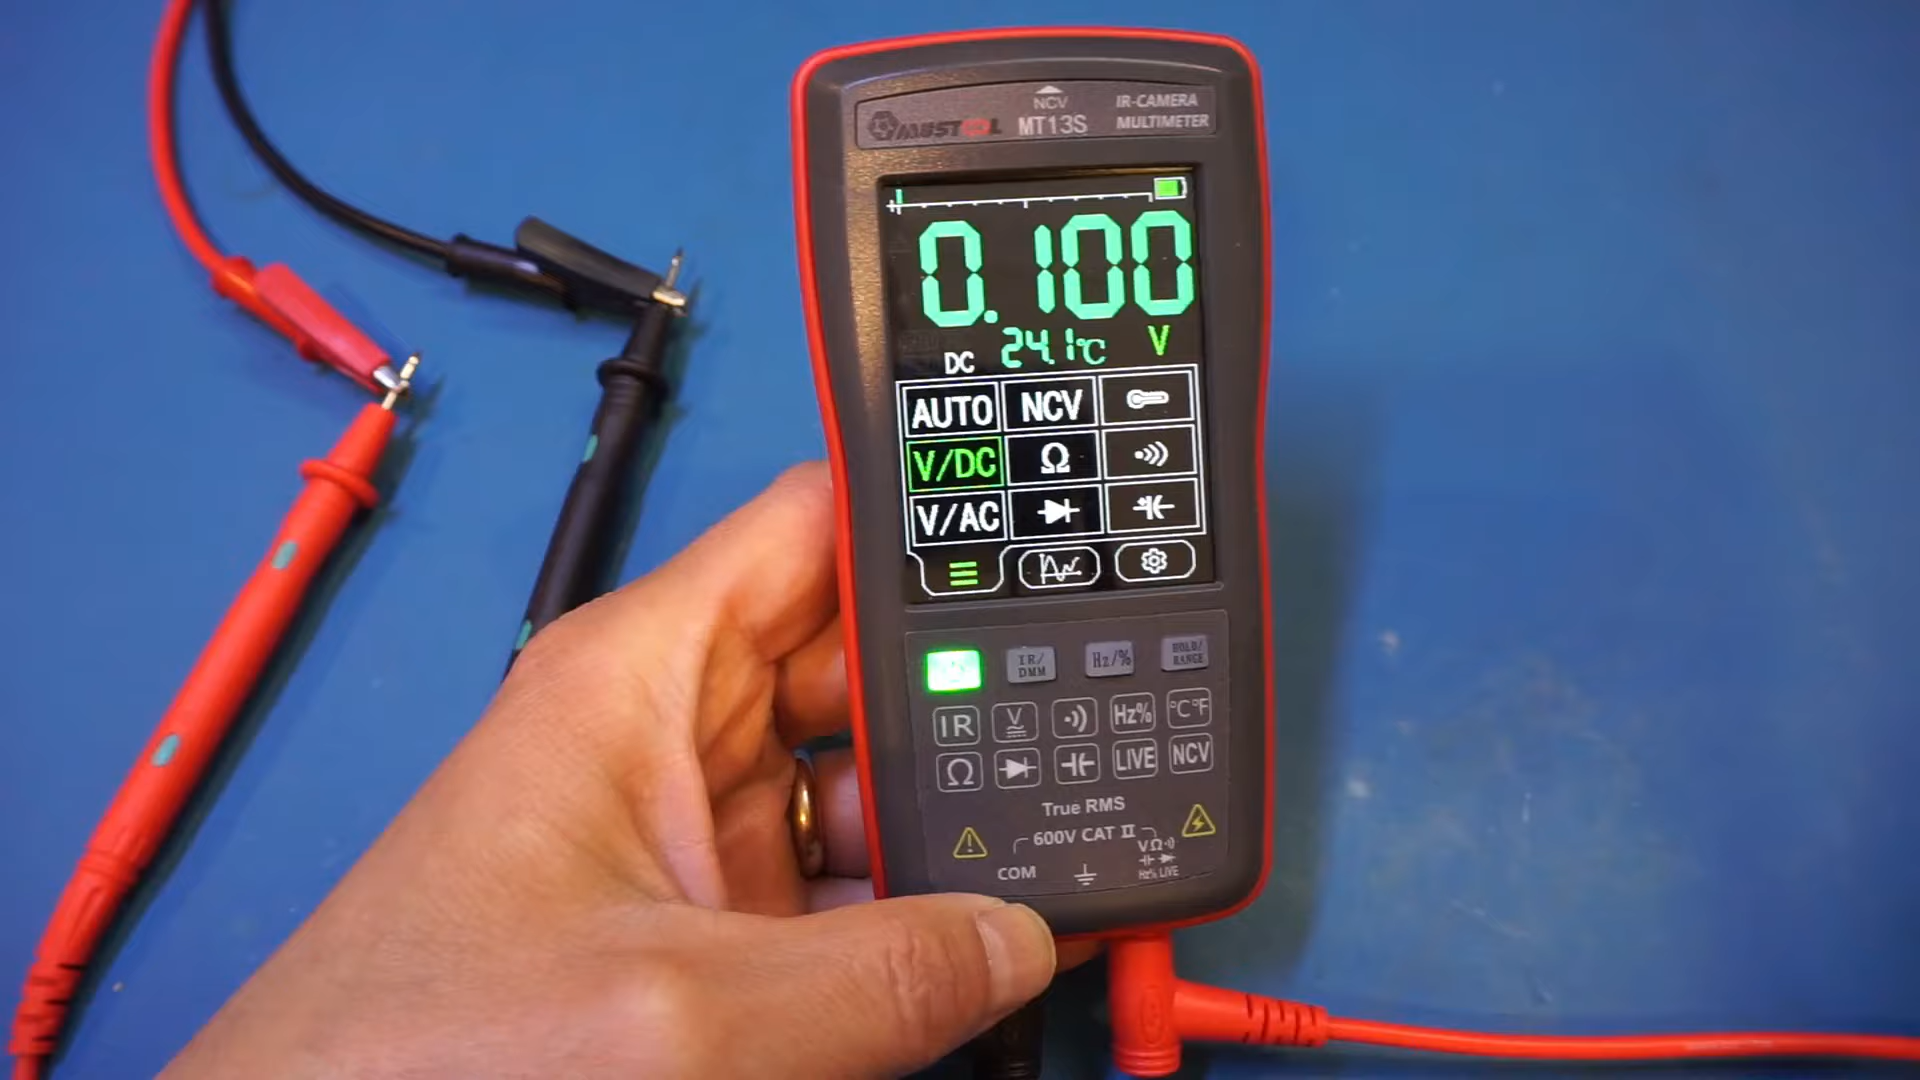 NCV
MUSTOOL MT13S
IR-CAMERA
MULTIMETER
0.100
DC 24.1°C V
AUTO NCV
V/DC Ω
V/AC
IR/DMM Hz/% HOLD/RANGE
IR V Hz% °C°F
Ω LIVE NCV
True RMS
600V CAT II
COM
VΩ
Hz% LIVE